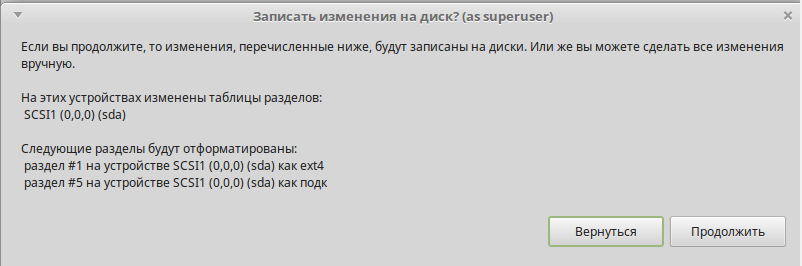 Записать изменения на диск? (as superuser)
Если вы продолжите, то изменения, перечисленные ниже, будут записаны на диски. Или же вы можете сделать все изменения
вручную.
На этих устройствах изменены таблицы разделов:
SCSI1 (0,0,0) (sda)
Следующие разделы будут отформатированы:
раздел #1 на устройстве SCSI1 (0,0,0) (sda) как ext4
раздел #5 на устройстве SCSI1 (0,0,0) (sda) как подк
Вернуться
Продолжить